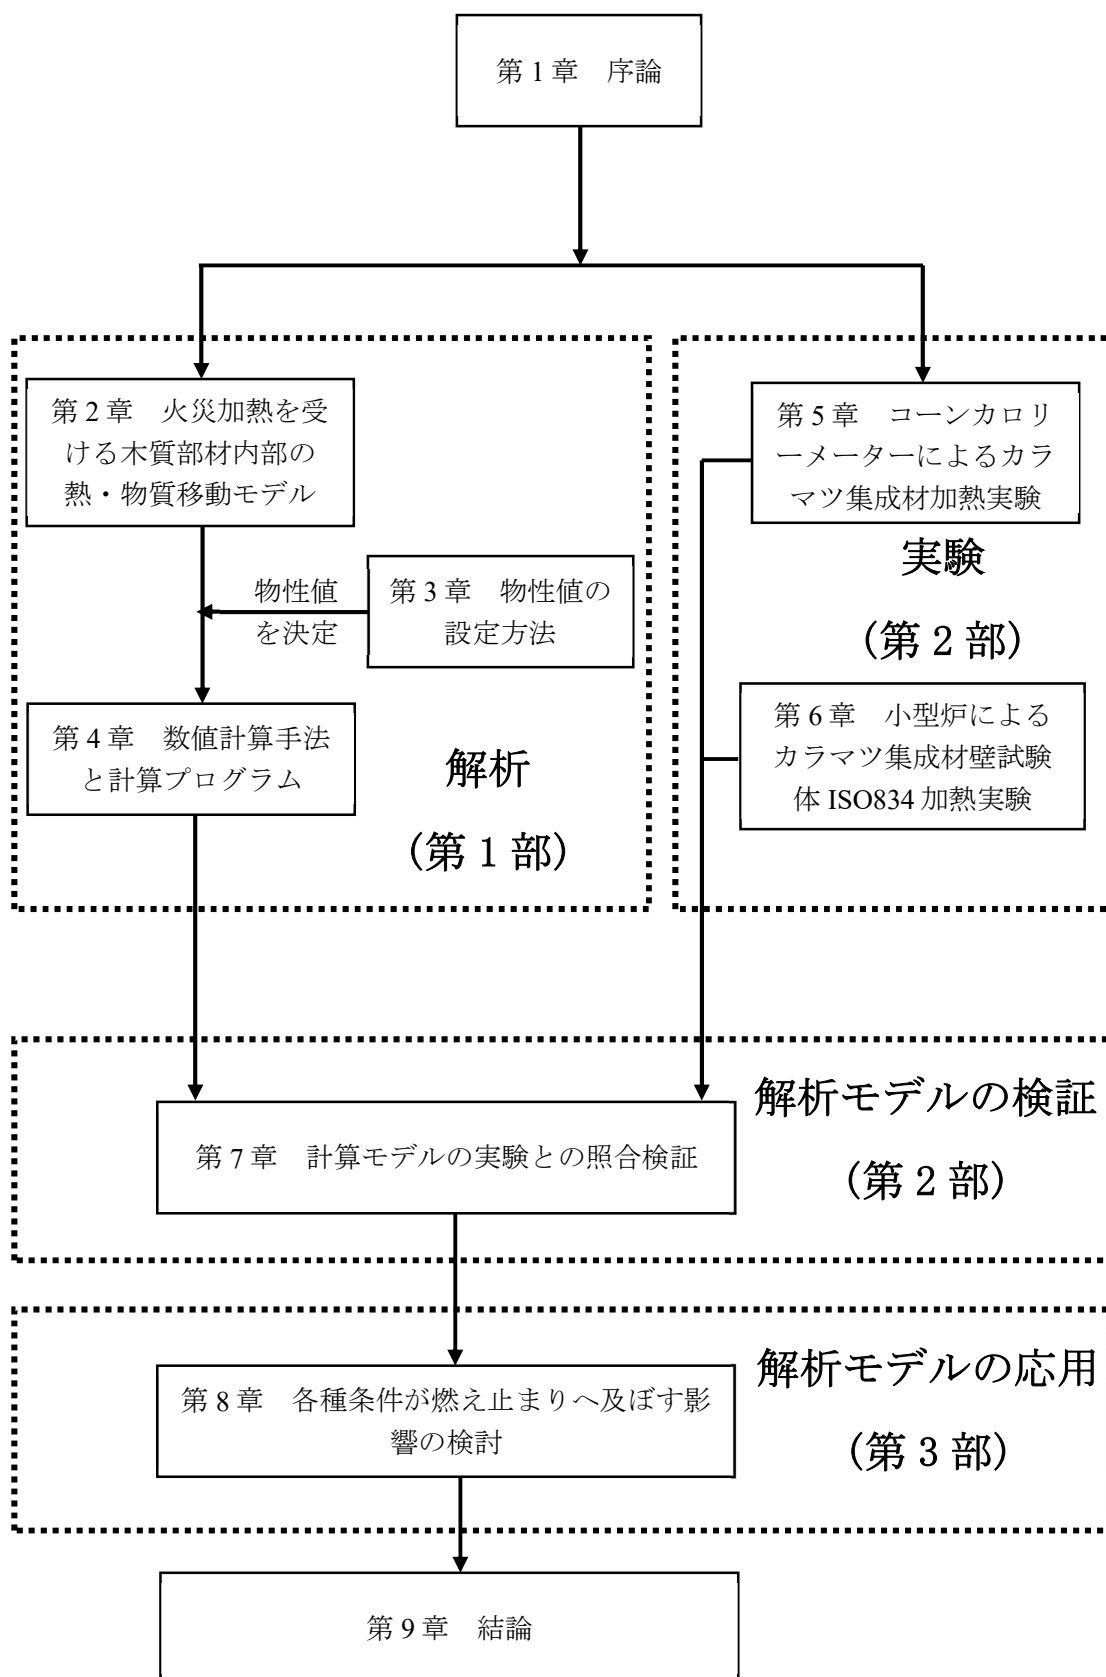 第1章　序論
第2章　火災加熱を受
ける木質部材内部の
熱・物質移動モデル
物性値
を決定
第3章　物性値の
設定方法
第4章　数値計算手法
と計算プログラム
解析
(第1部)
第5章　コーンカロリ
ーメーターによるカラ
マツ集成材加熱実験
実験
(第2部)
第6章　小型炉による
カラマツ集成材壁試験
体ISO834加熱実験
解析モデルの検証
(第2部)
第7章　計算モデルの実験との照合検証
解析モデルの応用
(第3部)
第8章　各種条件が燃え止まりへ及ぼす影
響の検討
第9章　結論